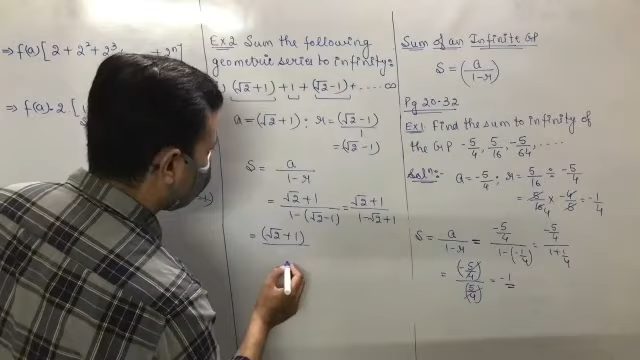 ⇒ f(a) [ 2 + 2² + 2³
2ⁿ]
⇒ f(a)·2 [
Ex2 Sum the following
geometric series to infinity:-
(√2+1) + 1 + (√2-1) + ..... ∞
a = (√2+1) : r = (√2-1)/1
= (√2-1)
S = a/(1-r)
= (√2+1)/(1-(√2-1)) = (√2+1)/(1-√2+1)
= (√2+1)
Sum of an Infinite GP
S = (a/(1-r))
Pg 20.32
Ex1 Find the sum to infinity of
the GP -5/4, 5/16, -5/64, ....
Soln:- a = -5/4 ; r = 5/16 ÷ -5/4
= 5/16 × -4/5 = -1/4
S = a/(1-r) = (-5/4)/(1-(-1/4)) = (-5/4)/(1+1/4)
= (-5/4)/(5/4) = -1